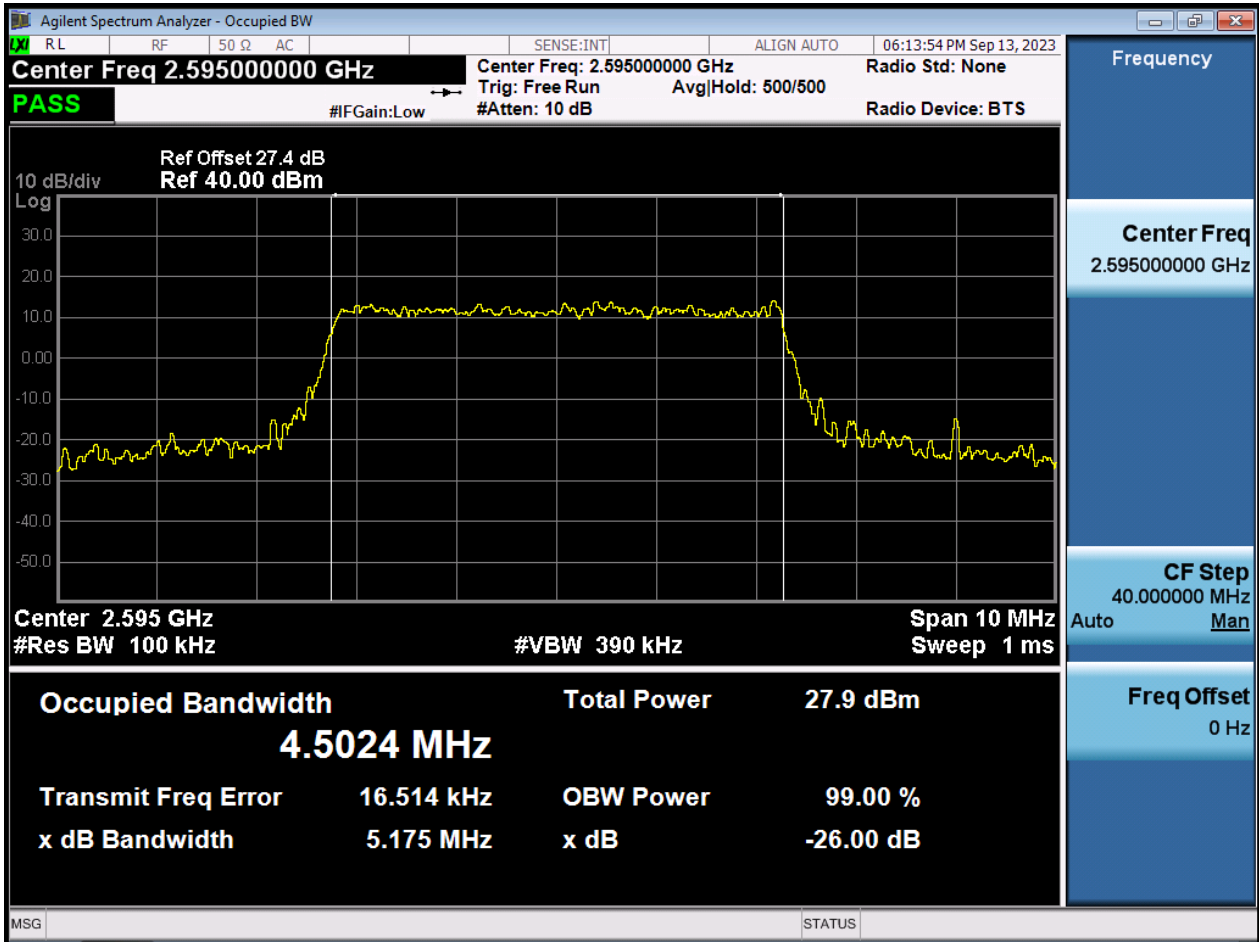 Agilent Spectrum Analyzer - Occupied BW
LXI RL RF 50 Ω AC SENSE:INT ALIGN AUTO 06:13:54 PM Sep 13, 2023
Center Freq 2.595000000 GHz
PASS
#IFGain:Low
Center Freq: 2.595000000 GHz
Trig: Free Run Avg|Hold: 500/500
#Atten: 10 dB
Radio Std: None
Radio Device: BTS
Ref Offset 27.4 dB
10 dB/div Ref 40.00 dBm
Log
30.0
20.0
10.0
0.00
-10.0
-20.0
-30.0
-40.0
-50.0
Center 2.595 GHz Span 10 MHz
#Res BW 100 kHz #VBW 390 kHz Sweep 1 ms
Occupied Bandwidth Total Power 27.9 dBm
4.5024 MHz
Transmit Freq Error 16.514 kHz OBW Power 99.00 %
x dB Bandwidth 5.175 MHz x dB -26.00 dB
MSG STATUS
Frequency
Center Freq
2.595000000 GHz
CF Step
40.000000 MHz
Auto Man
Freq Offset
0 Hz